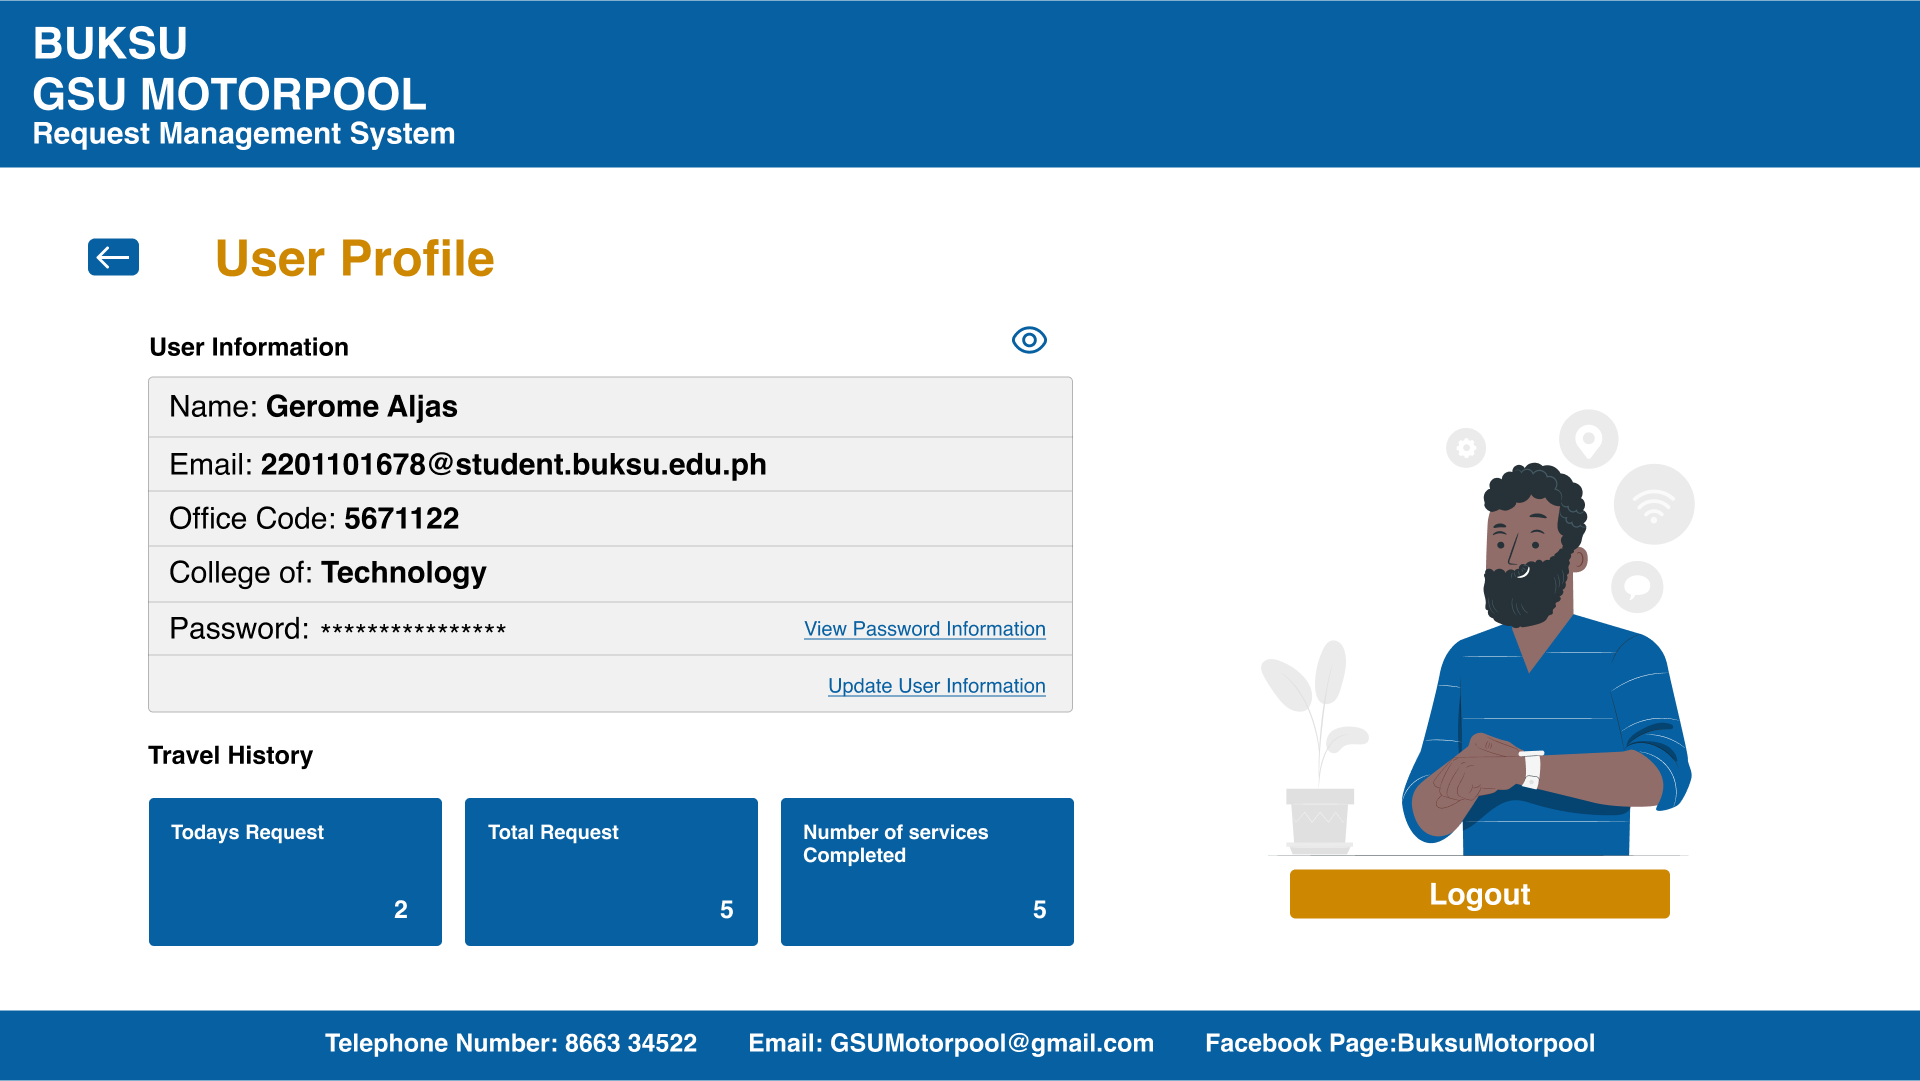 BUKSU
GSU MOTORPOOL
Request Management System
User Profile
User Information
Name: Gerome Aljas
Email: 2201101678@student.buksu.edu.ph
Office Code: 5671122
College of: Technology
Password: ****************
View Password Information
Update User Information
Travel History
Todays Request
2
Total Request
5
Number of services
Completed
5
Logout
Telephone Number: 8663 34522
Email: GSUMotorpool@gmail.com
Facebook Page:BuksuMotorpool